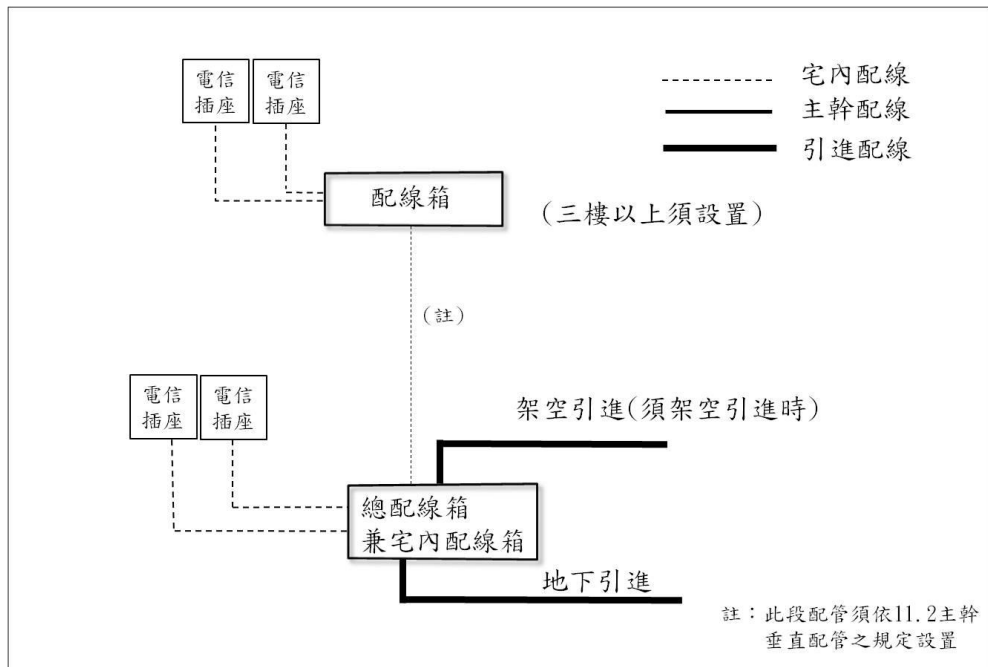 電信
插座
電信
插座
宅內配線
主幹配線
引進配線
配線箱
(三樓以上須設置)
(註)
電信
插座
電信
插座
架空引進(須架空引進時)
總配線箱
兼宅內配線箱
地下引進
註：此段配管須依11.2主幹
垂直配管之規定設置